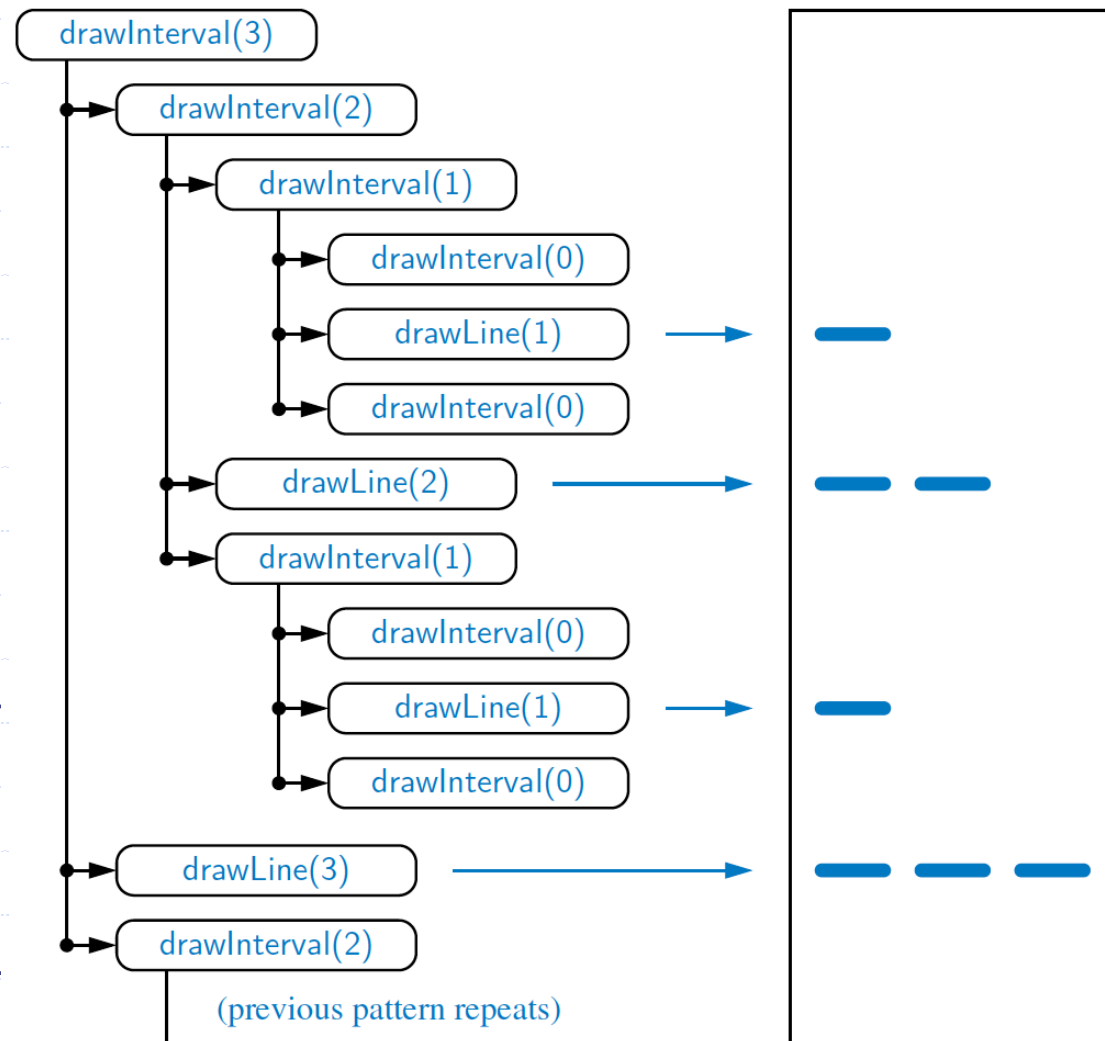 drawInterval(3)
drawInterval(2)
drawInterval(1)
drawInterval(0)
drawLine(1)
drawInterval(0)
drawLine(2)
drawInterval(1)
drawInterval(0)
drawLine(1)
drawInterval(0)
drawLine(3)
drawInterval(2)
(previous pattern repeats)